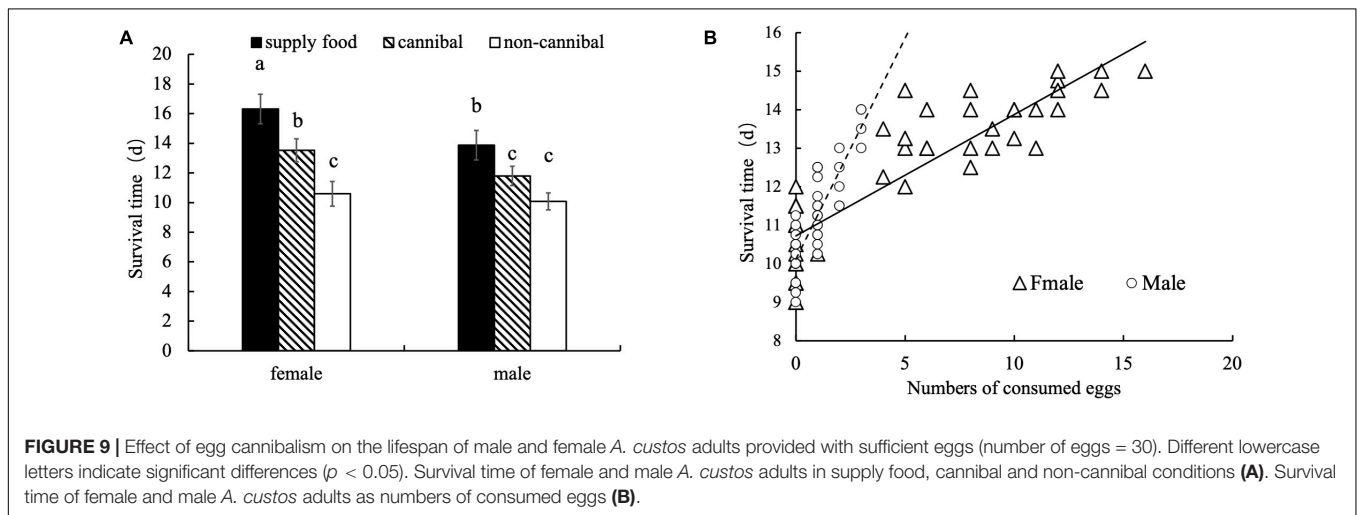 A
supply food cannibal non-cannibal
20
18
16
14
12
10
8
6
4
2
0
Survival time (d)
a
b
c
b
c
c
female
male
B
16
15
14
13
12
11
10
9
8
Survival time (d)
Fmale Male
0 5 10 15 20
Numbers of consumed eggs
FIGURE 9 | Effect of egg cannibalism on the lifespan of male and female A. custos adults provided with sufficient eggs (number of eggs = 30). Different lowercase
letters indicate significant differences (p < 0.05). Survival time of female and male A. custos adults in supply food, cannibal and non-cannibal conditions (A). Survival
time of female and male A. custos adults as numbers of consumed eggs (B).